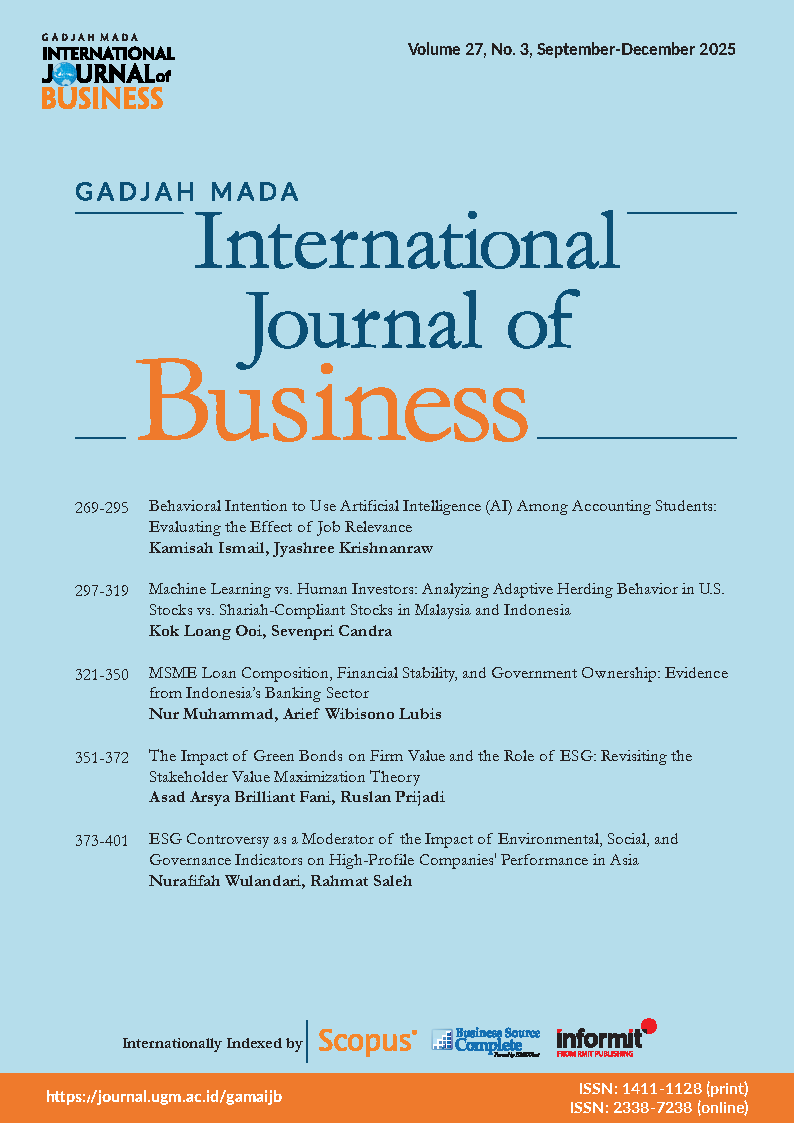 GADJAH MADA
INTERNATIONAL
JOURNAL of
BUSINESS
Volume 27, No. 3, September-December 2025
GADJAH MADA
International
Journal of
Business
269-295 Behavioral Intention to Use Artificial Intelligence (AI) Among Accounting Students:
Evaluating the Effect of Job Relevance
Kamisah Ismail, Jyashree Krishnanraw
297-319 Machine Learning vs. Human Investors: Analyzing Adaptive Herding Behavior in U.S.
Stocks vs. Shariah-Compliant Stocks in Malaysia and Indonesia
Kok Loang Ooi, Sevenpri Candra
321-350 MSME Loan Composition, Financial Stability, and Government Ownership: Evidence
from Indonesia's Banking Sector
Nur Muhammad, Arief Wibisono Lubis
351-372 The Impact of Green Bonds on Firm Value and the Role of ESG: Revisiting the
Stakeholder Value Maximization Theory
Asad Arsya Brilliant Fani, Ruslan Prijadi
373-401 ESG Controversy as a Moderator of the Impact of Environmental, Social, and
Governance Indicators on High-Profile Companies' Performance in Asia
Nurafifah Wulandari, Rahmat Saleh
Internationally Indexed by
Scopus
Business Source
Complete
informit
FROM RMIT PUBLISHING
https://journal.ugm.ac.id/gamaijb
ISSN: 1411-1128 (print)
ISSN: 2338-7238 (online)